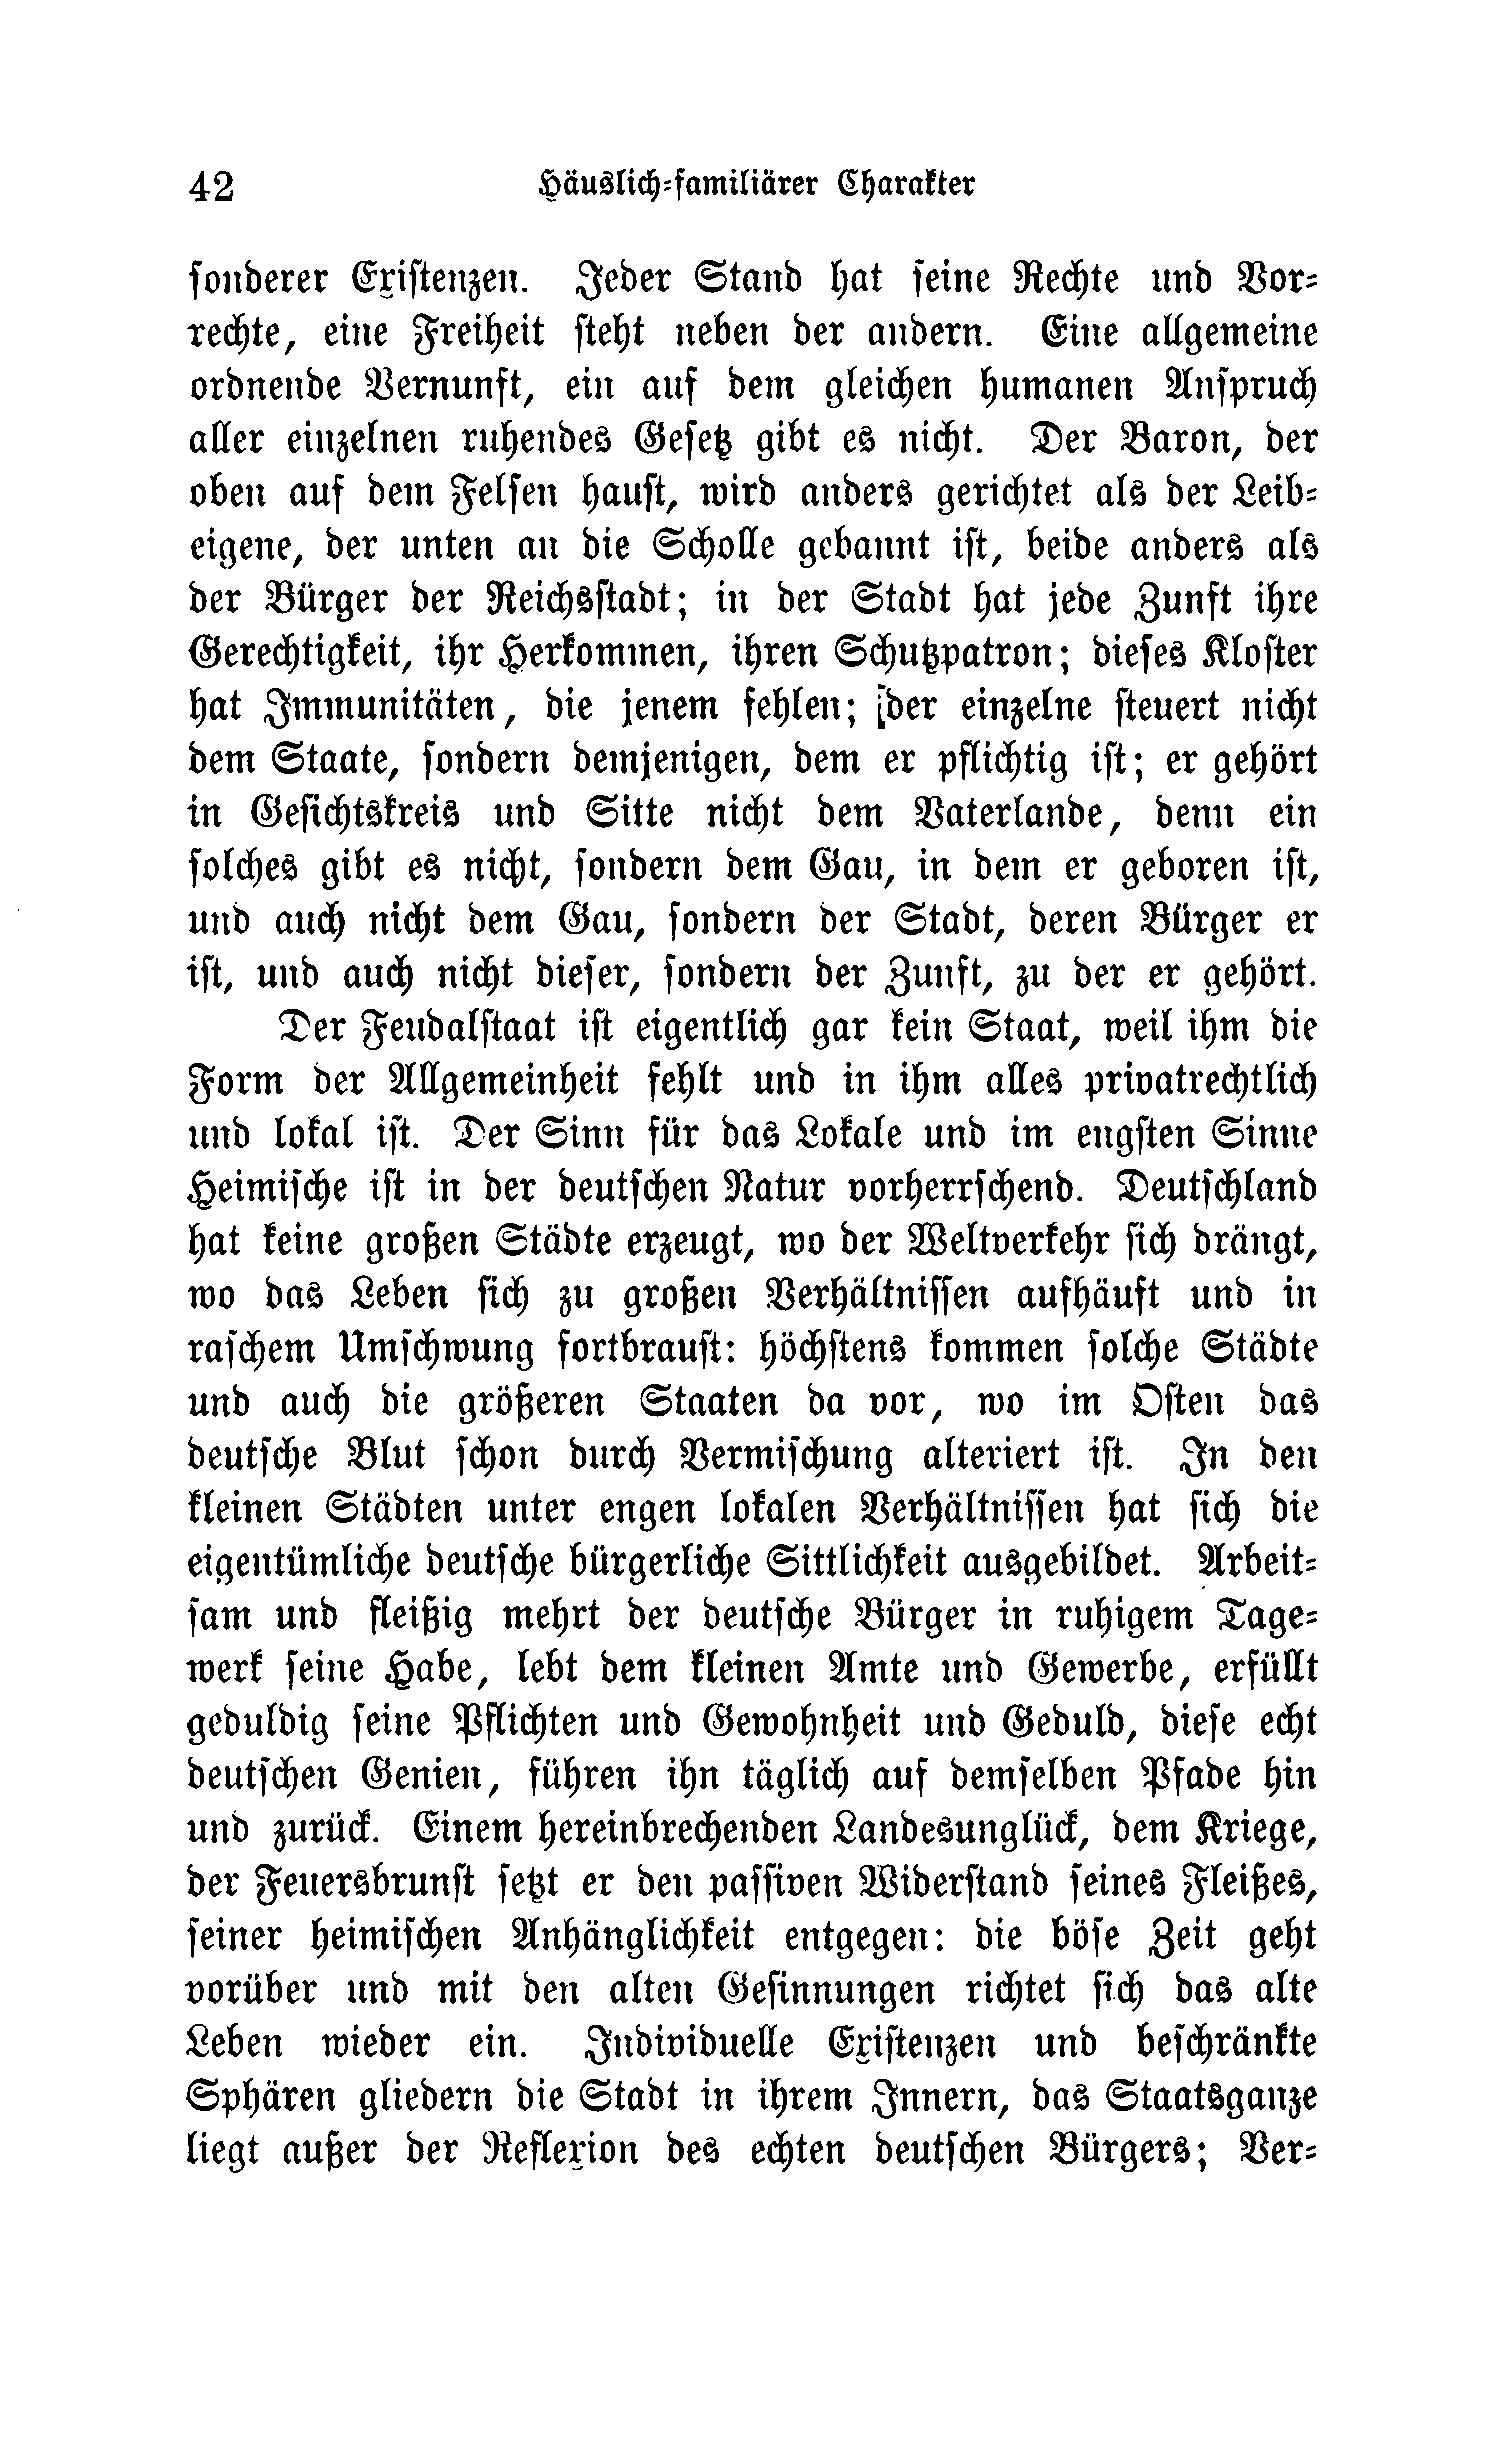 42 Häuslich-familiärer Charakter
sonderer Existenzen. Jeder Stand hat seine Rechte und Vor-
rechte, eine Freiheit steht neben der andern. Eine allgemeine
ordnende Vernunft, ein auf dem gleichen humanen Anspruch
aller einzelnen ruhendes Gesetz gibt es nicht. Der Baron, der
oben auf dem Felsen haust, wird anders gerichtet als der Leib-
eigene, der unten an die Scholle gebannt ist, beide anders als
der Bürger der Reichsstadt; in der Stadt hat jede Zunft ihre
Gerechtigkeit, ihr Herkommen, ihren Schutzpatron; dieses Kloster
hat Immunitäten, die jenem fehlen; der einzelne steuert nicht
dem Staate, sondern demjenigen, dem er pflichtig ist; er gehört
in Gesichtskreis und Sitte nicht dem Vaterlande, denn ein
solches gibt es nicht, sondern dem Gau, in dem er geboren ist,
und auch nicht dem Gau, sondern der Stadt, deren Bürger er
ist, und auch nicht dieser, sondern der Zunft, zu der er gehört.
Der Feudalstaat ist eigentlich gar kein Staat, weil ihm die
Form der Allgemeinheit fehlt und in ihm alles privatrechtlich
und lokal ist. Der Sinn für das Lokale und im engsten Sinne
Heimische ist in der deutschen Natur vorherrschend. Deutschland
hat keine großen Städte erzeugt, wo der Weltverkehr sich drängt,
wo das Leben sich zu großen Verhältnissen aufhäuft und in
raschem Umschwung fortbraust: höchstens kommen solche Städte
und auch die größeren Staaten da vor, wo im Osten das
deutsche Blut schon durch Vermischung alteriert ist. In den
kleinen Städten unter engen lokalen Verhältnissen hat sich die
eigentümliche deutsche bürgerliche Sittlichkeit ausgebildet. Arbeit-
sam und fleißig mehrt der deutsche Bürger in ruhigem Tage-
werk seine Habe, lebt dem kleinen Amte und Gewerbe, erfüllt
geduldig seine Pflichten und Gewohnheit und Geduld, diese echt
deutschen Genien, führen ihn täglich auf demselben Pfade hin
und zurück. Einem hereinbrechenden Landesunglück, dem Kriege,
der Feuersbrunst setzt er den passiven Widerstand seines Fleißes,
seiner heimischen Anhänglichkeit entgegen: die böse Zeit geht
vorüber und mit den alten Gesinnungen richtet sich das alte
Leben wieder ein. Individuelle Existenzen und beschränkte
Sphären gliedern die Stadt in ihrem Innern, das Staatsganze
liegt außer der Reflexion des echten deutschen Bürgers; Ver-